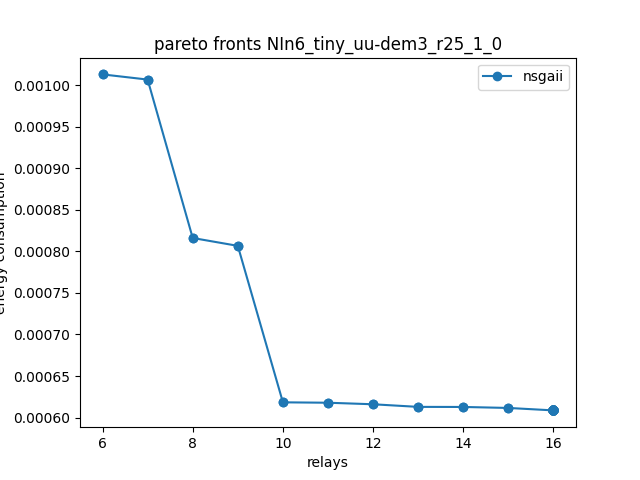 pareto fronts NIn6_tiny_uu-dem3_r25_1_0
nsgaii
0.00100
0.00095
0.00090
0.00085
0.00080
0.00075
0.00070
0.00065
0.00060
energy consumption
6 8 10 12 14 16
relays